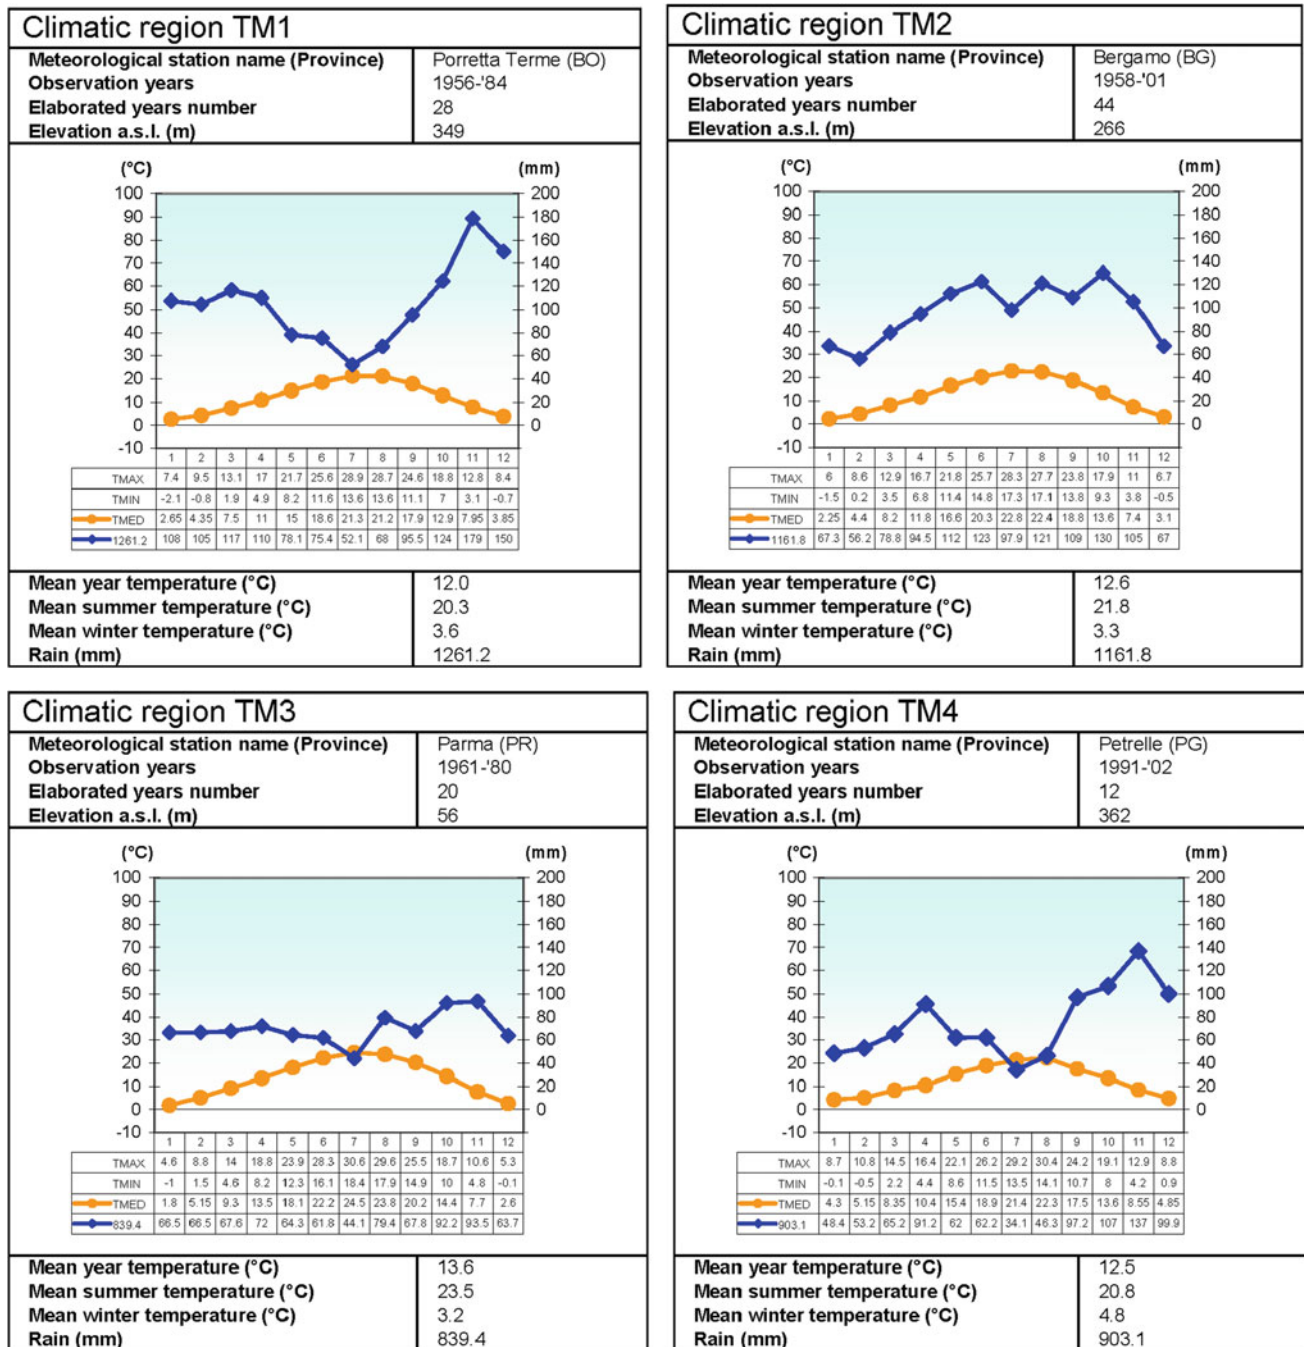 Climatic region TM1
Meteorological station name (Province) Porretta Terme (BO)
Observation years 1956-'84
Elaborated years number 28
Elevation a.s.l. (m) 349
(°C) (mm)
100 200
90 180
80 160
70 140
60 120
50 100
40 80
30 60
20 40
10 20
0 0
-10
1 2 3 4 5 6 7 8 9 10 11 12
TMAX 7.4 9.5 13.1 17 21.7 25.6 28.9 28.7 24.6 18.8 12.8 8.4
TMIN -2.1 -0.8 1.9 4.9 8.2 11.6 13.6 13.6 11.1 7 3.1 -0.7
TMED 2.65 4.35 7.5 11 15 18.6 21.3 21.2 17.9 12.9 7.95 3.85
1261.2 108 105 117 110 78.1 75.4 52.1 68 95.5 124 179 150
Mean year temperature (°C) 12.0
Mean summer temperature (°C) 20.3
Mean winter temperature (°C) 3.6
Rain (mm) 1261.2
Climatic region TM2
Meteorological station name (Province) Bergamo (BG)
Observation years 1958-'01
Elaborated years number 44
Elevation a.s.l. (m) 266
(°C) (mm)
100 200
90 180
80 160
70 140
60 120
50 100
40 80
30 60
20 40
10 20
0 0
-10
1 2 3 4 5 6 7 8 9 10 11 12
TMAX 6 8.6 12.9 16.7 21.8 25.7 28.3 27.7 23.8 17.9 11 6.7
TMIN -1.5 0.2 3.5 6.8 11.4 14.8 17.3 17.1 13.8 9.3 3.8 -0.5
TMED 2.25 4.4 8.2 11.8 16.6 20.3 22.8 22.4 18.8 13.6 7.4 3.1
1161.8 67.3 56.2 78.8 94.5 112 123 97.9 121 109 130 105 67
Mean year temperature (°C) 12.6
Mean summer temperature (°C) 21.8
Mean winter temperature (°C) 3.3
Rain (mm) 1161.8
Climatic region TM3
Meteorological station name (Province) Parma (PR)
Observation years 1961-'80
Elaborated years number 20
Elevation a.s.l. (m) 56
(°C) (mm)
100 200
90 180
80 160
70 140
60 120
50 100
40 80
30 60
20 40
10 20
0 0
-10
1 2 3 4 5 6 7 8 9 10 11 12
TMAX 4.6 8.8 14 18.8 23.9 28.3 30.6 29.6 25.5 18.7 10.6 5.3
TMIN -1 1.5 4.6 8.2 12.3 16.1 18.4 17.9 14.9 10 4.8 -0.1
TMED 1.8 5.15 9.3 13.5 18.1 22.2 24.5 23.8 20.2 14.4 7.7 2.6
839.4 66.5 66.5 67.6 72 64.3 61.8 44.1 79.4 67.8 92.2 93.5 63.7
Mean year temperature (°C) 13.6
Mean summer temperature (°C) 23.5
Mean winter temperature (°C) 3.2
Rain (mm) 839.4
Climatic region TM4
Meteorological station name (Province) Petrelle (PG)
Observation years 1991-'02
Elaborated years number 12
Elevation a.s.l. (m) 362
(°C) (mm)
100 200
90 180
80 160
70 140
60 120
50 100
40 80
30 60
20 40
10 20
0 0
-10
1 2 3 4 5 6 7 8 9 10 11 12
TMAX 8.7 10.8 14.5 16.4 22.1 26.2 29.2 30.4 24.2 19.1 12.9 8.8
TMIN -0.1 -0.5 2.2 4.4 8.6 11.5 13.5 14.1 10.7 8 4.2 0.9
TMED 4.3 5.15 8.35 10.4 15.4 18.9 21.4 22.3 17.5 13.6 8.55 4.85
903.1 48.4 53.2 65.2 91.2 62 62.2 34.1 46.3 97.2 107 137 99.9
Mean year temperature (°C) 12.5
Mean summer temperature (°C) 20.8
Mean winter temperature (°C) 4.8
Rain (mm) 903.1